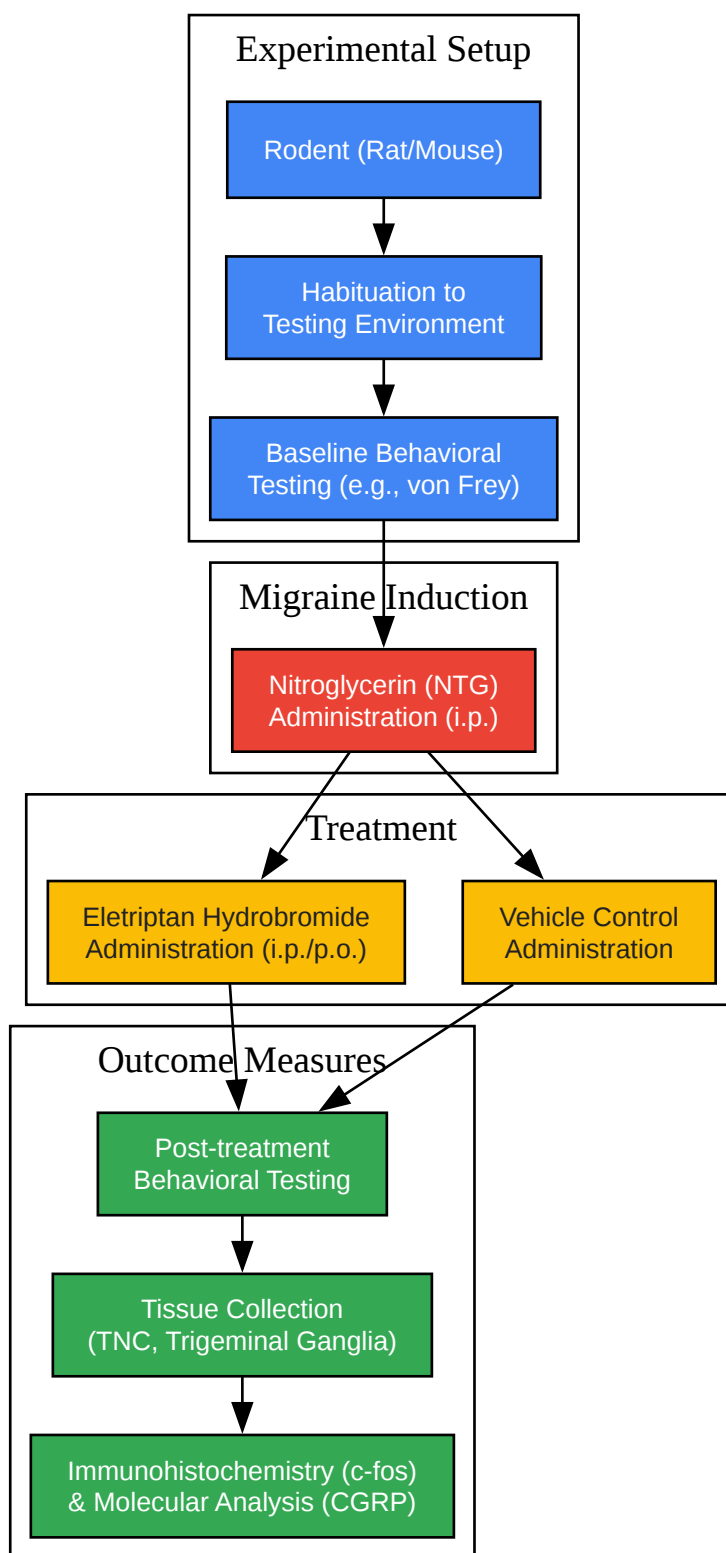 Experimental Setup
Rodent (Rat/Mouse)
Habituation to
Testing Environment
Baseline Behavioral
Testing (e.g., von Frey)
Migraine Induction
Nitroglycerin (NTG)
Administration (i.p.)
Treatment
Eletriptan Hydrobromide
Administration (i.p./p.o.)
Vehicle Control
Administration
Outcome Measures
Post-treatment
Behavioral Testing
Tissue Collection
(TNC, Trigeminal Ganglia)
Immunohistochemistry (c-fos)
& Molecular Analysis (CGRP)